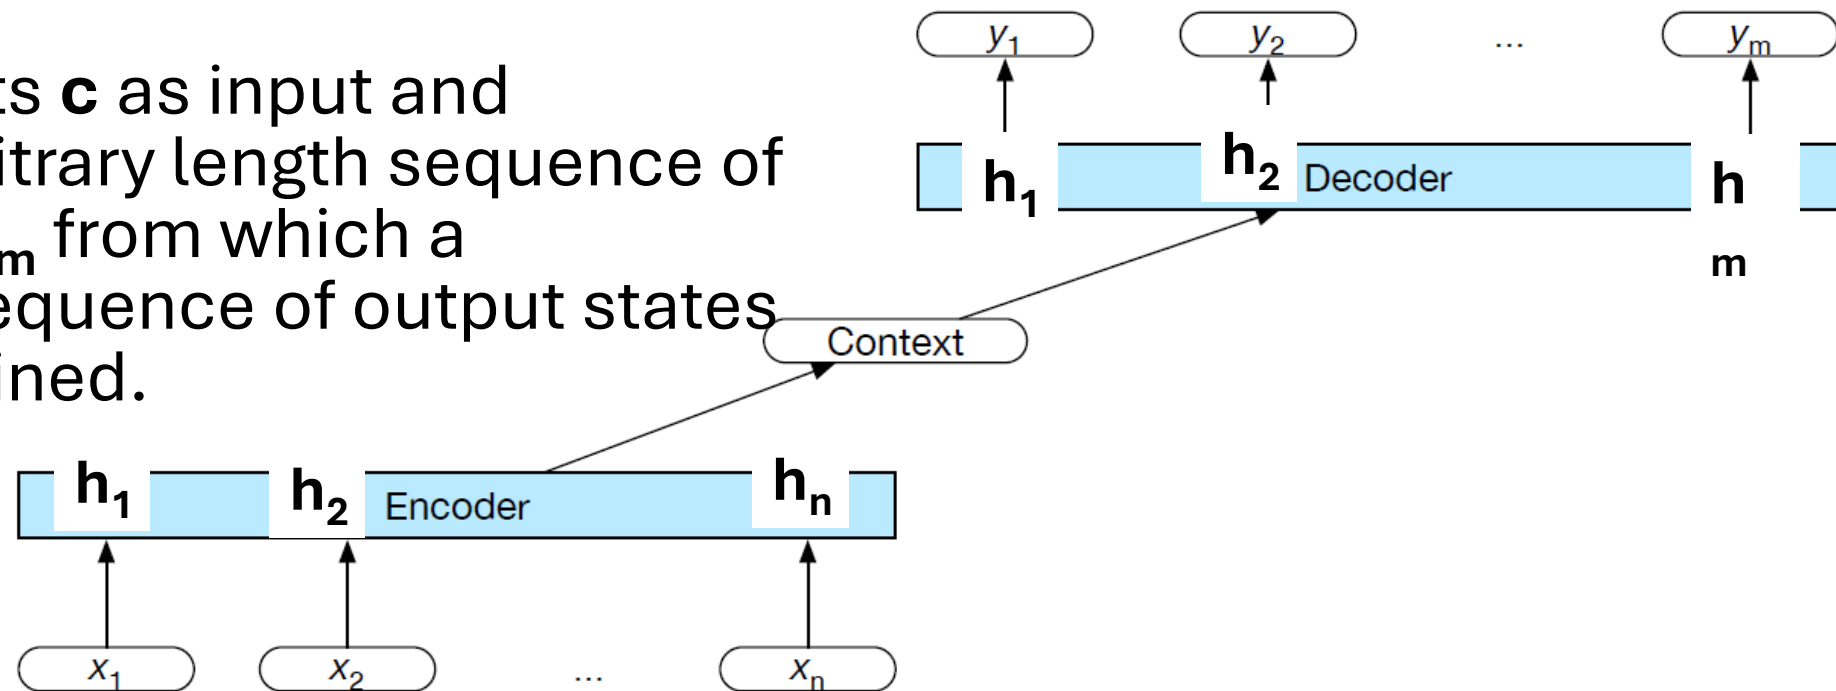 y1 y2 ... ym
ts c as input and
itrary length sequence of
h1 h2 Decoder h
m
m from which a
equence of output states
Context
ined.
h1 h2 Encoder hn
x1 x2 ... xn